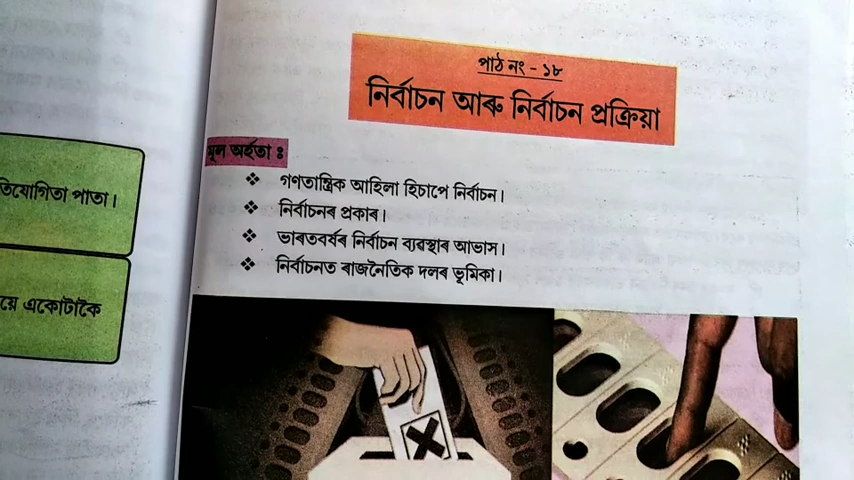 পাঠ নং - ১৮
নিৰ্বাচন আৰু নিৰ্বাচন প্ৰক্ৰিয়া
মূল অৰ্হতা ঃ
❖ গণতান্ত্ৰিক আহিলা হিচাপে নিৰ্বাচন।
❖ নিৰ্বাচনৰ প্ৰকাৰ।
❖ ভাৰতবৰ্ষৰ নিৰ্বাচন ব্যৱস্থাৰ আভাস।
❖ নিৰ্বাচনত ৰাজনৈতিক দলৰ ভূমিকা।
তিযোগিতা পাতা।
য়ে একোটাকৈ